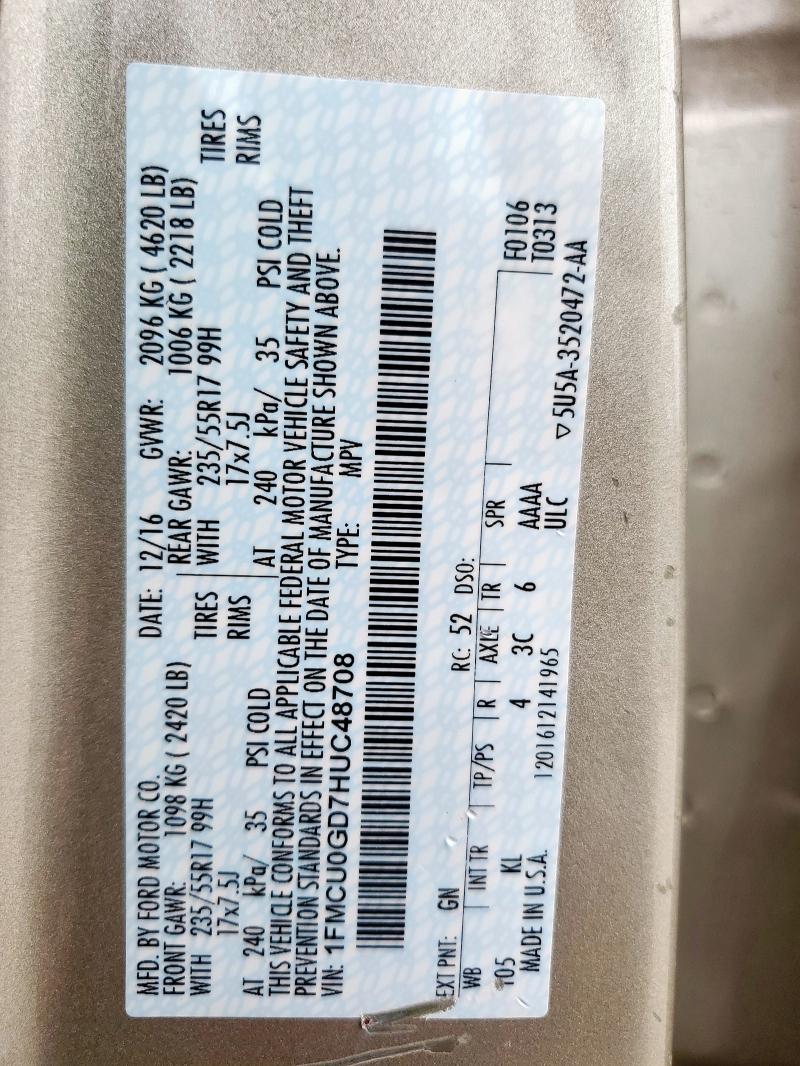 MFD. BY FORD MOTOR CO.
DATE: 12/16 GVWR: 2096 KG ( 4620 LB)
FRONT GAWR: 1098 KG ( 2420 LB)
REAR GAWR: 1006 KG ( 2218 LB)
WITH 235/55R17 99H TIRES
WITH 235/55R17 99H TIRES
17x7.5J RIMS
17x7.5J RIMS
AT 240 kPa/ 35 PSI COLD
AT 240 kPa/ 35 PSI COLD
THIS VEHICLE CONFORMS TO ALL APPLICABLE FEDERAL MOTOR VEHICLE SAFETY AND THEFT
PREVENTION STANDARDS IN EFFECT ON THE DATE OF MANUFACTURE SHOWN ABOVE.
VIN: 1FMCU0GD7HUC48708
TYPE: MPV
EXT PNT: GN RC: 52 DSO:
WB INT TR TP/PS R AXLE TR SPR F0106
105 KL 4 3C 6 AAAA T0313
MADE IN U.S.A. 1201612141965 ULC
▽5U5A-3520472-AA